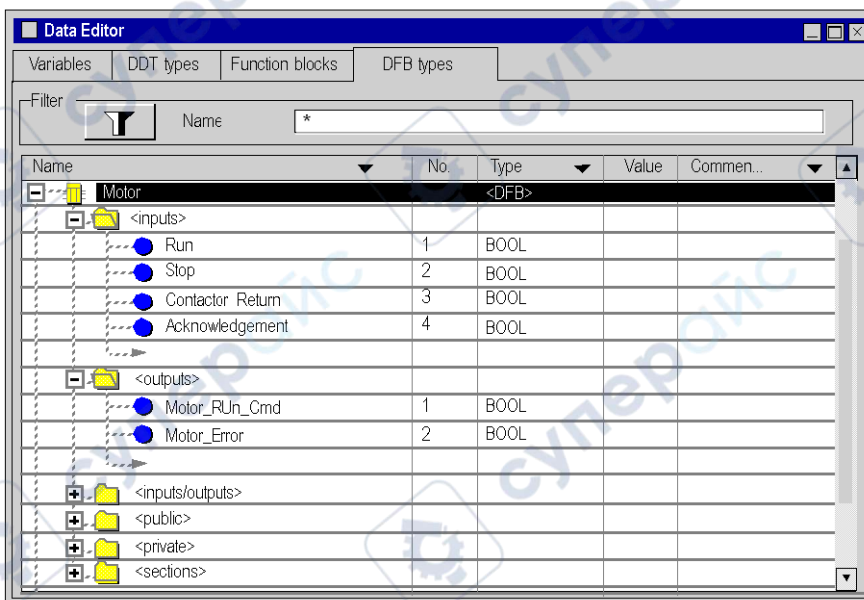 Data Editor
Variables DDT types Function blocks DFB types
Filter
Name *
Name No. Type Value Commen...
Motor <DFB>
<inputs>
Run 1 BOOL
Stop 2 BOOL
Contactor Return 3 BOOL
Acknowledgement 4 BOOL
<outputs>
Motor_RUn_Cmd 1 BOOL
Motor_Error 2 BOOL
<inputs/outputs>
<public>
<private>
<sections>
суперайс
суперайс